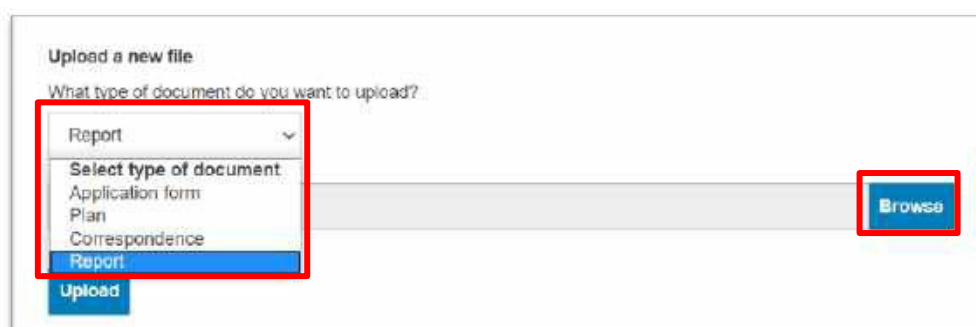 Upload a new file
What type of document do you want to upload?
Report
Select type of document
Application form
Plan
Correspondence
Report
Browse
Upload